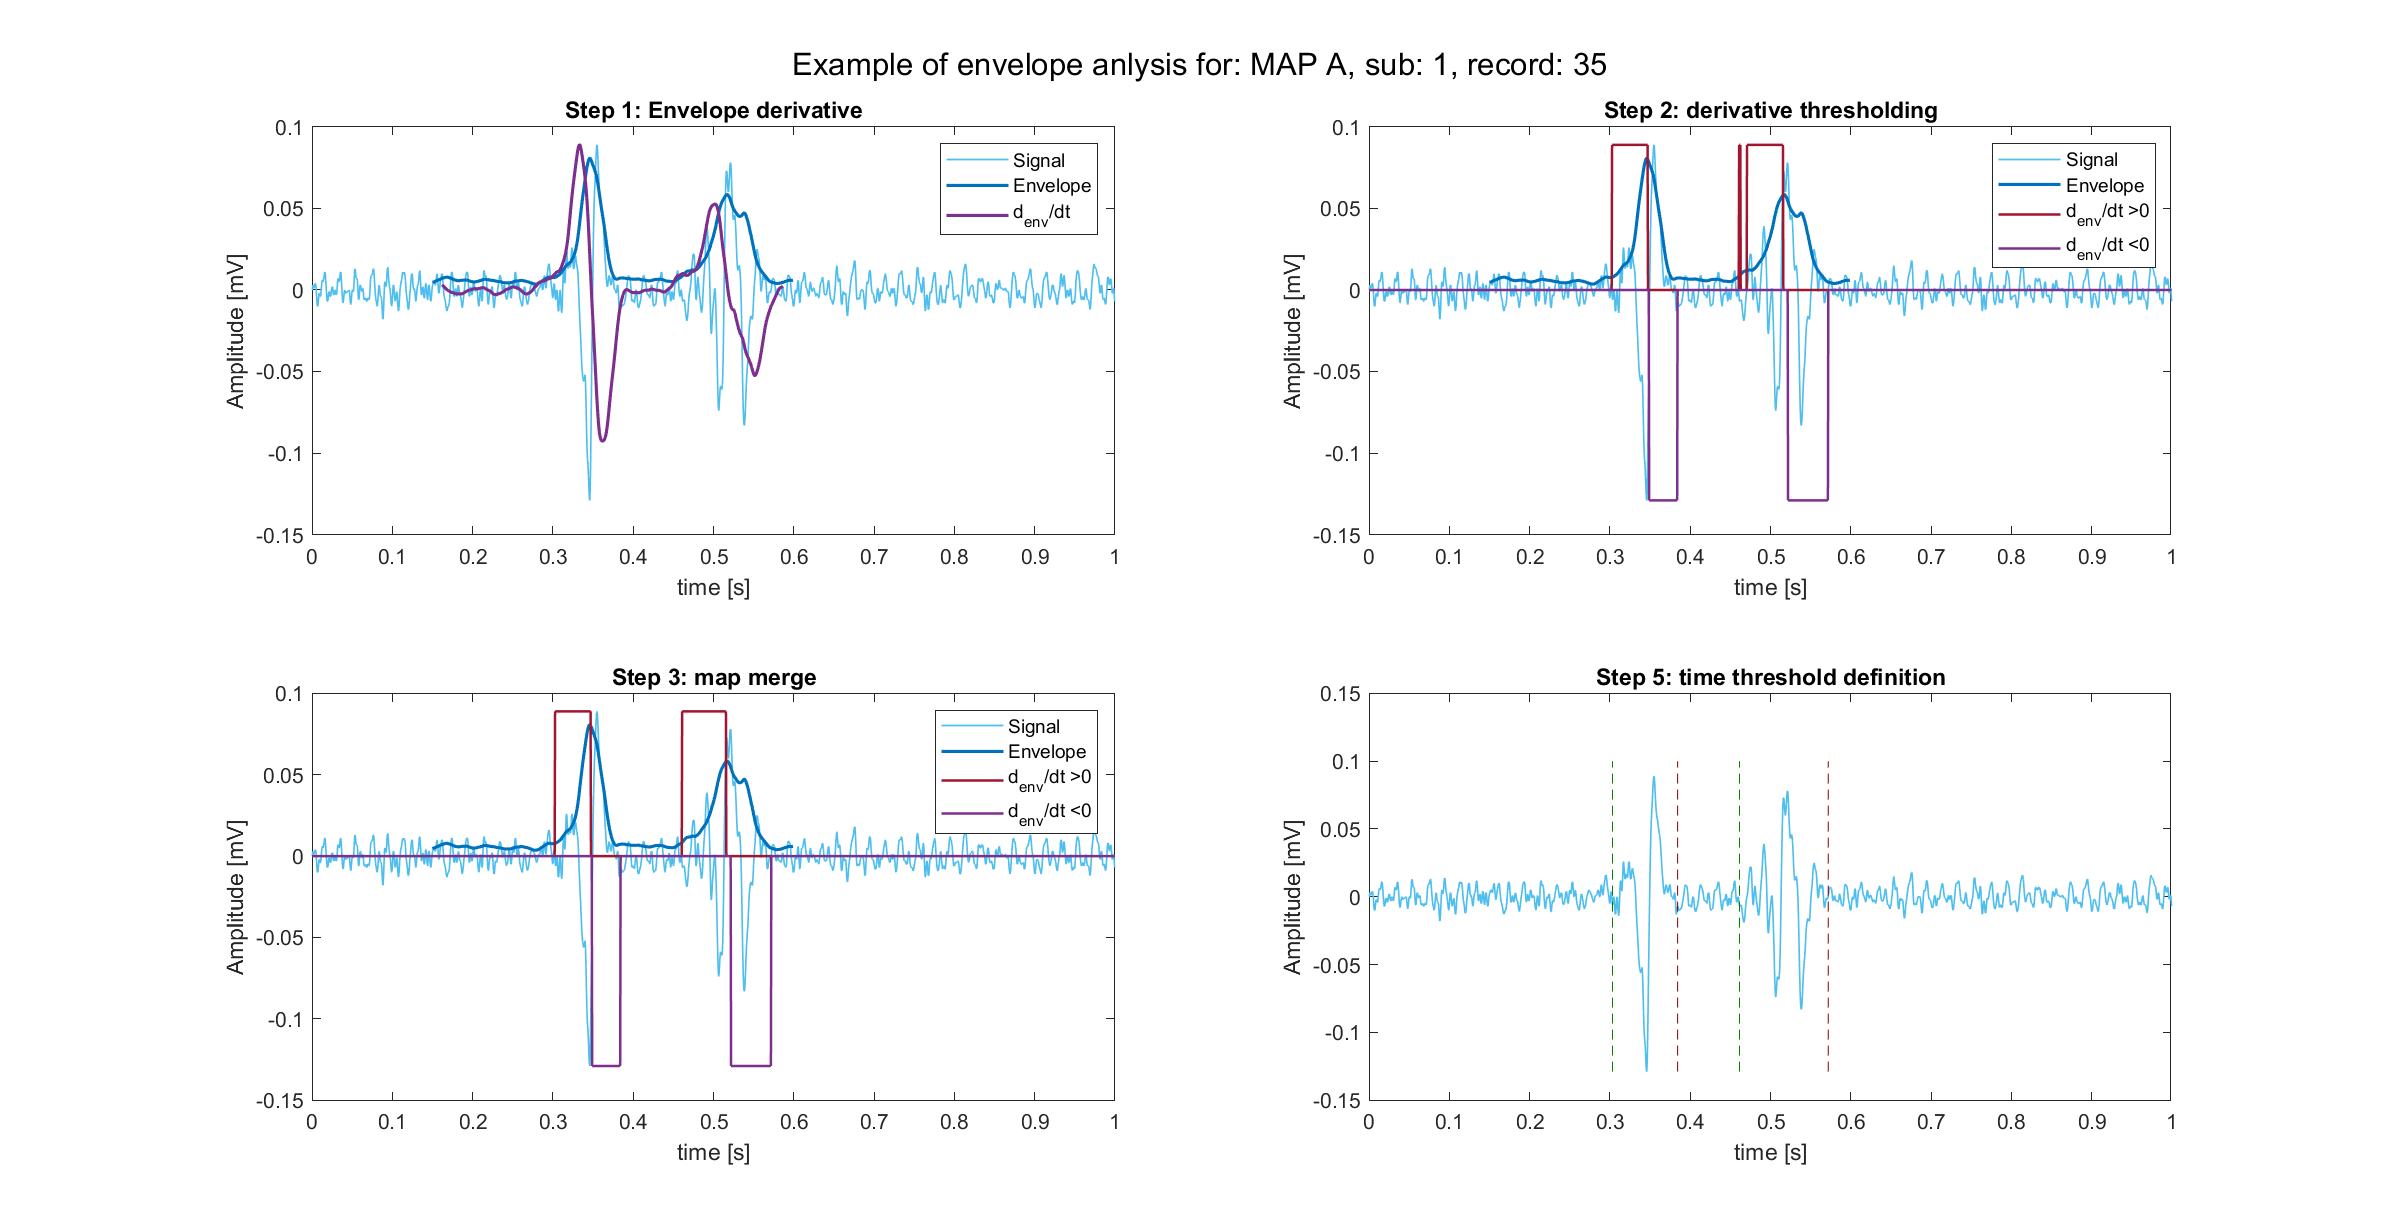 Example of envelope anlysis for: MAP A, sub: 1, record: 35
Step 1: Envelope derivative
0.1
0.05
0
-0.05
-0.1
-0.15
Amplitude [mV]
0 0.1 0.2 0.3 0.4 0.5 0.6 0.7 0.8 0.9 1
time [s]
Signal
Envelope
d_env/dt
Step 2: derivative thresholding
0.1
0.05
0
-0.05
-0.1
-0.15
Amplitude [mV]
0 0.1 0.2 0.3 0.4 0.5 0.6 0.7 0.8 0.9 1
time [s]
Signal
Envelope
d_env/dt >0
d_env/dt <0
Step 3: map merge
0.1
0.05
0
-0.05
-0.1
-0.15
Amplitude [mV]
0 0.1 0.2 0.3 0.4 0.5 0.6 0.7 0.8 0.9 1
time [s]
Signal
Envelope
d_env/dt >0
d_env/dt <0
Step 5: time threshold definition
0.15
0.1
0.05
0
-0.05
-0.1
-0.15
Amplitude [mV]
0 0.1 0.2 0.3 0.4 0.5 0.6 0.7 0.8 0.9 1
time [s]